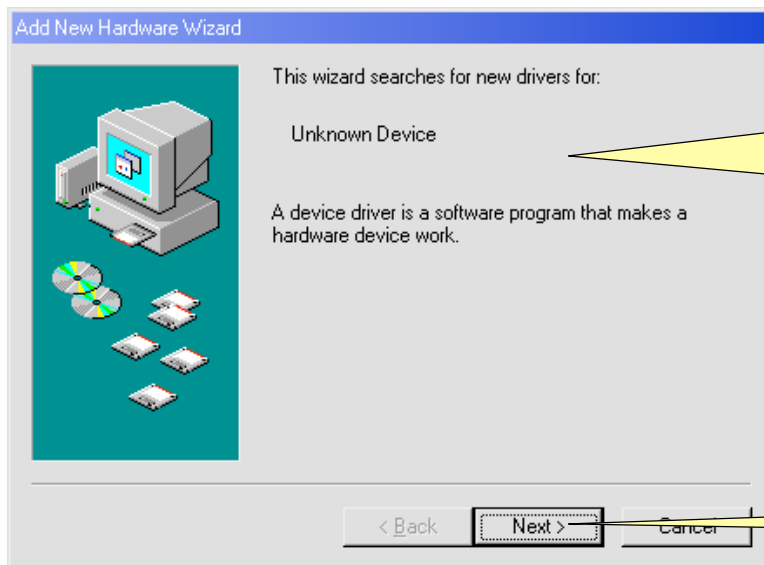 Add New Hardware Wizard
This wizard searches for new drivers for:
Unknown Device
A device driver is a software program that makes a
hardware device work.
< Back
Next >
Cancel